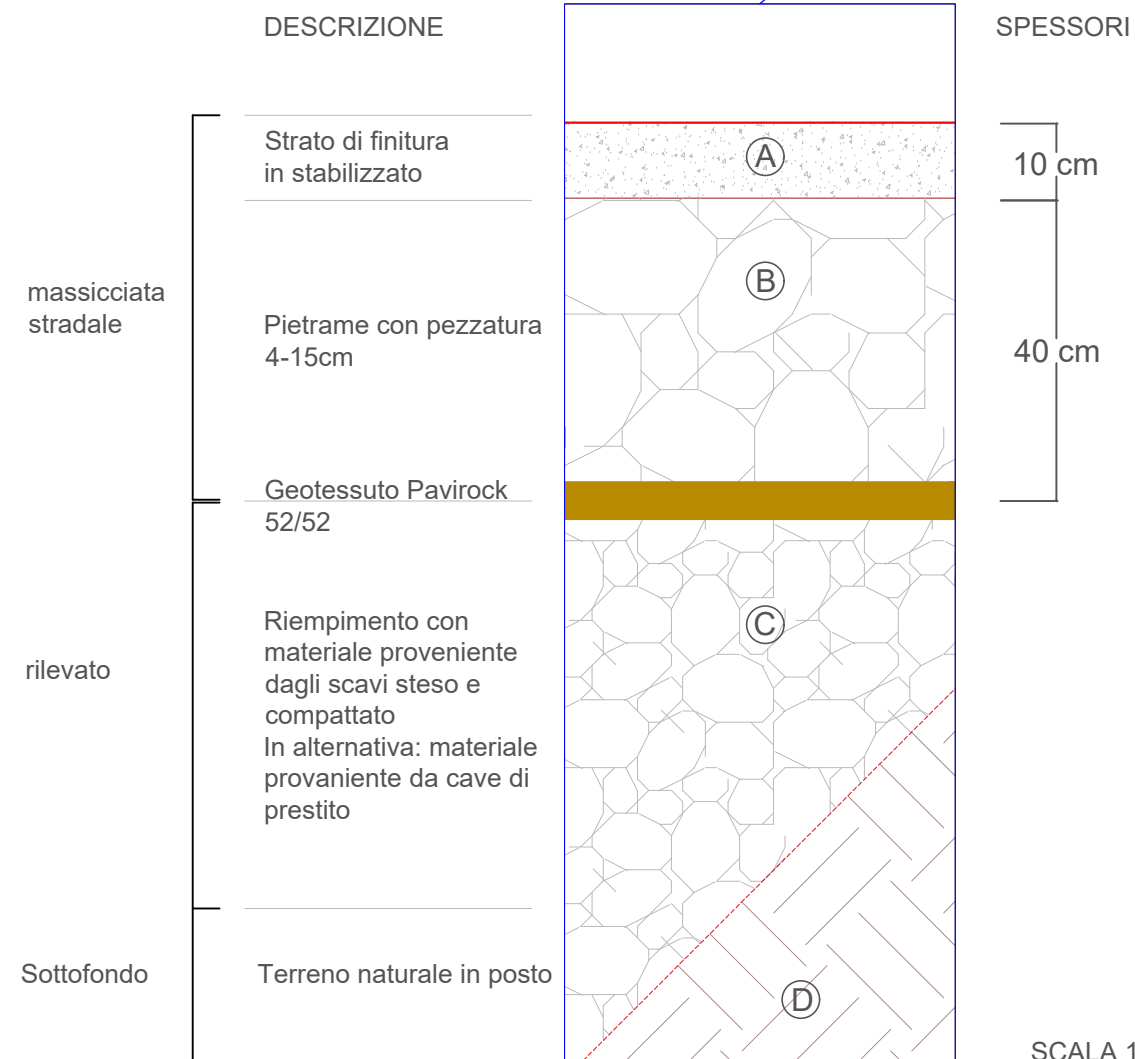 DESCRIZIONE
SPESSORI
Strato di finitura
in stabilizzato
A
10 cm
massicciata
stradale
B
Pietrame con pezzatura
4-15cm
40 cm
Geotessuto Pavirock
52/52
rilevato
Riempimento con
materiale proveniente
dagli scavi steso e
compattato
In alternativa: materiale
provaniente da cave di
prestito
C
Sottofondo
Terreno naturale in posto
D
SCALA 1